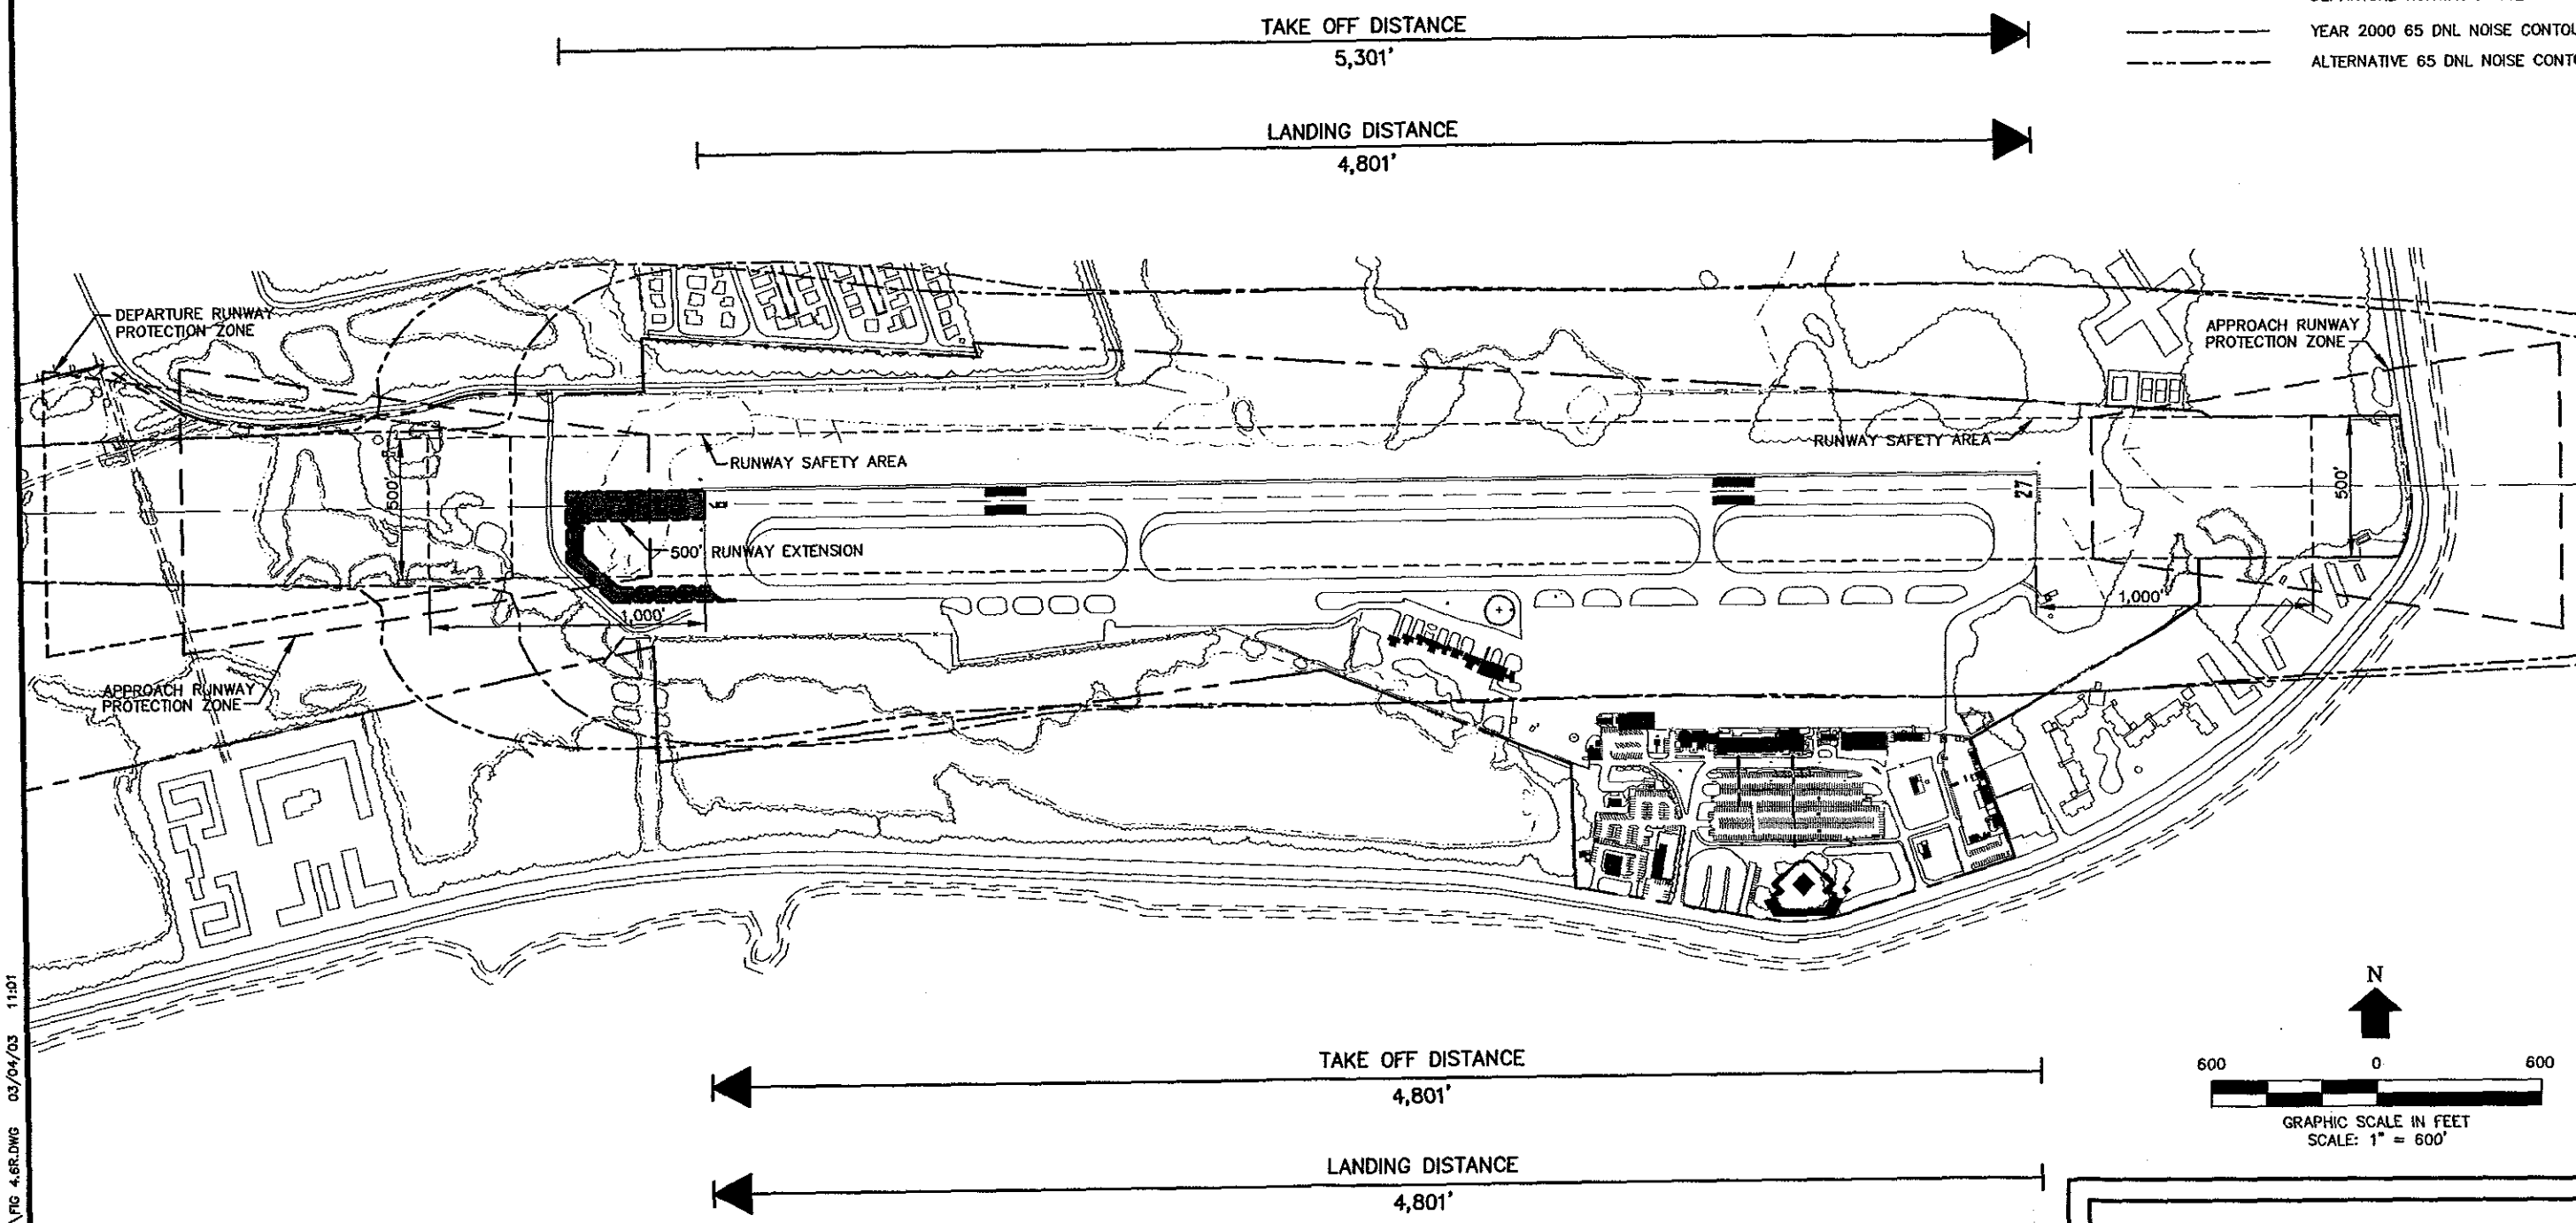 TAKE OFF DISTANCE
5,301'
YEAR 2000 65 DNL NOISE
ALTERNATIVE 65 DNL NOISE
LANDING DISTANCE
4,801'
DEPARTURE RUNWAY
PROTECTION ZONE
APPROACH RUNWAY
PROTECTION ZONE
RUNWAY SAFETY AREA
RUNWAY SAFETY AREA
500'
27
500'
500' RUNWAY EXTENSION
1,000'
1,000'
APPROACH RUNWAY
PROTECTION ZONE
N
TAKE OFF DISTANCE
4,801'
600 0 600
GRAPHIC SCALE IN FEET
SCALE: 1" = 600'
LANDING DISTANCE
4,801'
\FIG 4.6R.DWG 03/04/03 11:01